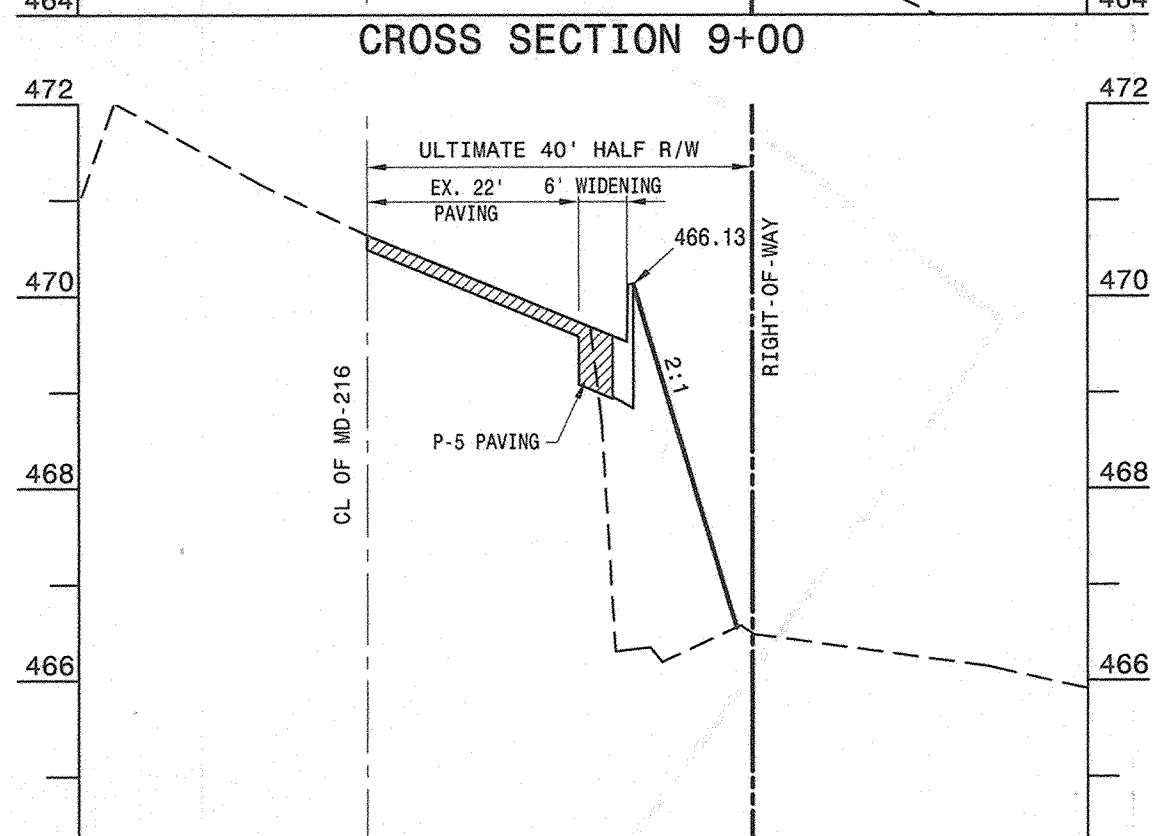 464 464
CROSS SECTION 9+00
472 472
ULTIMATE 40' HALF R/W
EX. 22' 6' WIDENING
PAVING
466.13
RIGHT-OF-WAY
470 470
2:1
CL OF MD-216
P-5 PAVING
468 468
466 466